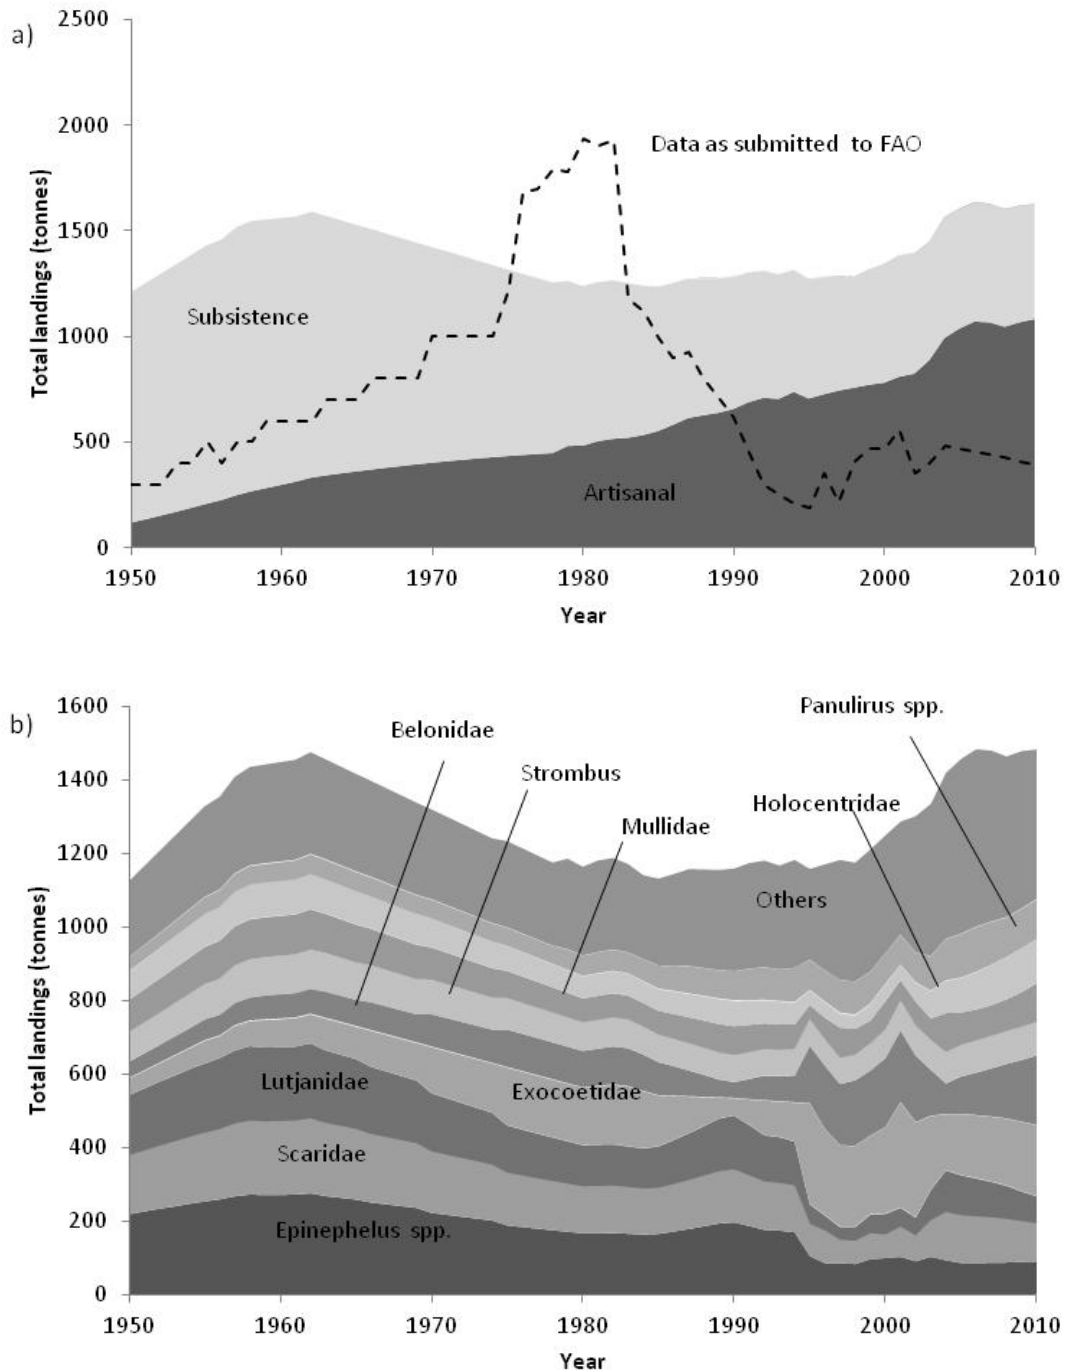 a)
2500
2000
1500
1000
500
0
Total landings (tonnes)
Data as submitted to FAO
Subsistence
Artisanal
1950 1960 1970 1980 1990 2000 2010
Year
b)
1600
1400
1200
1000
800
600
400
200
0
Total landings (tonnes)
Panulirus spp.
Belonidae
Strombus
Holocentridae
Mullidae
Others
Lutjanidae
Exocoetidae
Scaridae
Epinephelus spp.
1950 1960 1970 1980 1990 2000 2010
Year